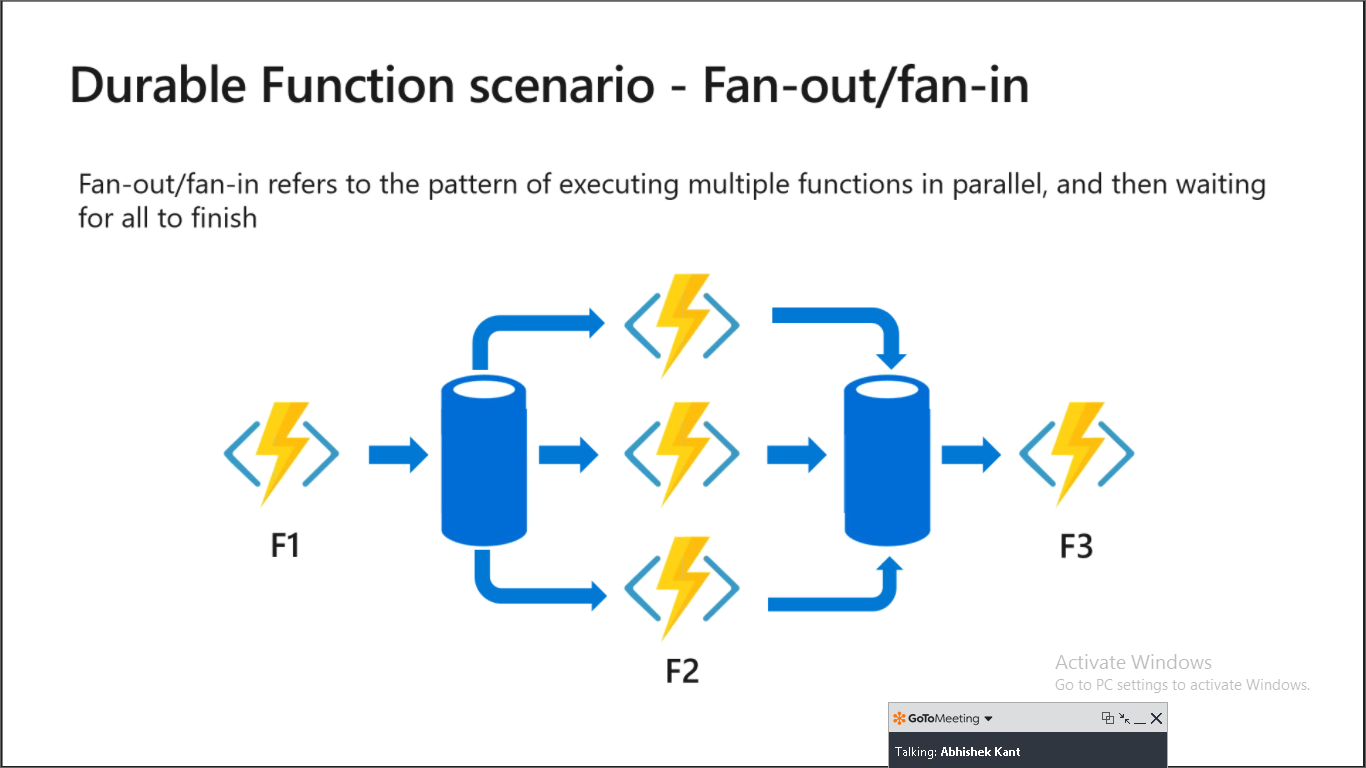 Durable Function scenario - Fan-out/fan-in
Fan-out/fan-in refers to the pattern of executing multiple functions in parallel, and then waiting
for all to finish
F1
F3
F2
Activate Windows
Go to PC settings to activate Windows.
GoToMeeting
Talking: Abhishek Kant